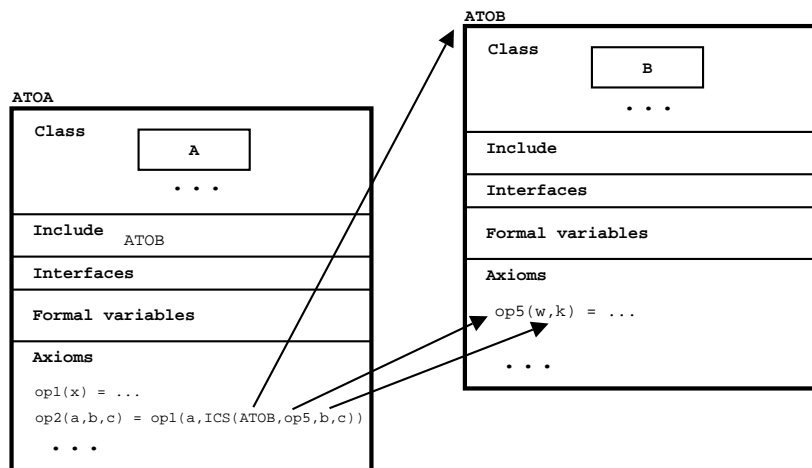 ATOA
Class
A
...
Include ATOB
Interfaces
Formal variables
Axioms
op1(x) = ...
op2(a,b,c) = op1(a,ICS(ATOB,op5,b,c))
...
ATOB
Class
B
...
Include
Interfaces
Formal variables
Axioms
op5(w,k) = ...
...